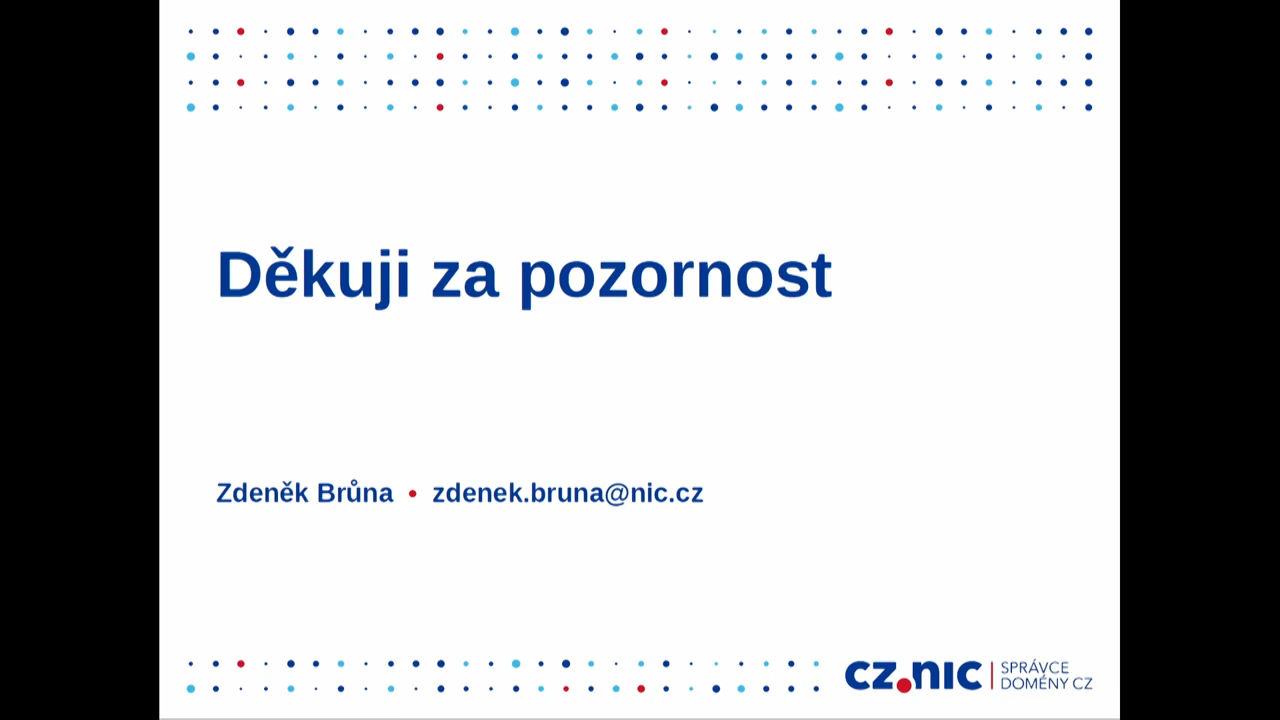 Děkuji za pozornost
Zdeněk Brůna • zdenek.bruna@nic.cz
cz.nic | SPRÁVCE
DOMÉNY CZ